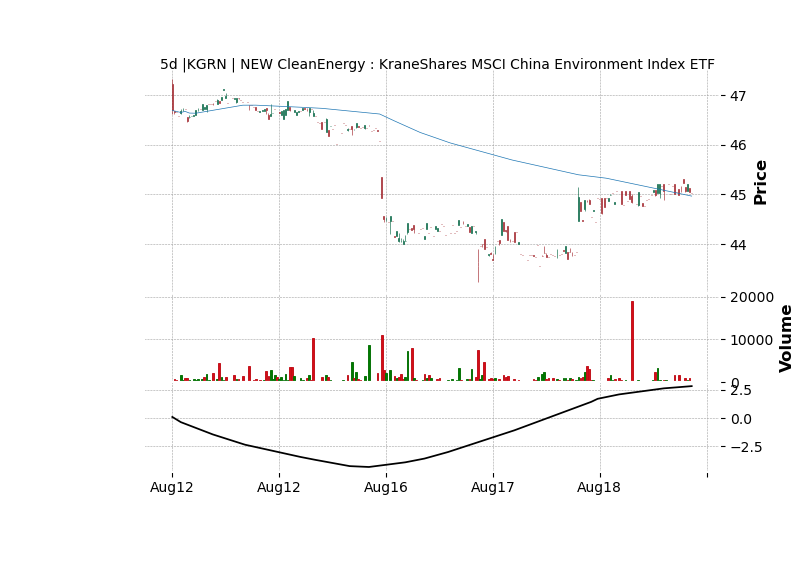 5d |KGRN | NEW CleanEnergy : KraneShares MSCI China Environment Index ETF
47
46
45
44
Price
20000
10000
0
Volume
2.5
0.0
−2.5
Aug12
Aug12
Aug16
Aug17
Aug18